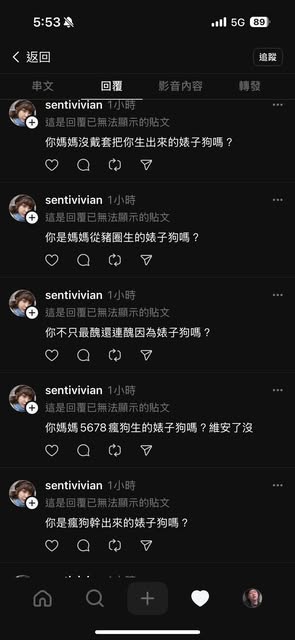 5:53
5G 89
返回
追蹤
串文 回覆 影音內容 轉發
sentivivian 1小時
這是回覆已無法顯示的貼文
你媽媽沒戴套把你生出來的婊子狗嗎？
sentivivian 1小時
這是回覆已無法顯示的貼文
你是媽媽從豬圈生的婊子狗嗎？
sentivivian 1小時
這是回覆已無法顯示的貼文
你不只最醜還連醜因為婊子狗嗎？
sentivivian 1小時
這是回覆已無法顯示的貼文
你媽媽5678瘋狗生的婊子狗嗎？維安了沒
sentivivian 1小時
這是回覆已無法顯示的貼文
你是瘋狗幹出來的婊子狗嗎？